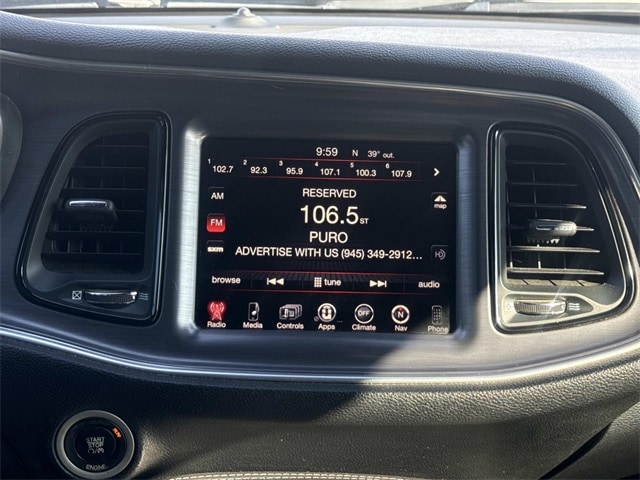 9:59 N 39° out.
1 2 3 4 5 6
102.7 92.3 95.9 107.1 100.3 107.9
AM
RESERVED
map
FM
106.5 ST
PURO
sxm
ADVERTISE WITH US (945) 349-2912...
browse tune audio
OFF N
Radio Media Controls Apps Climate Nav Phone
START
STOP
ENGINE